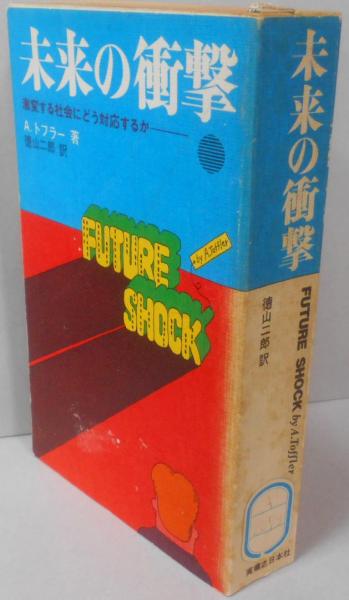 未来の衝撃
激変する社会にどう対応するか───
A.トフラー 著
徳山二郎 訳
FUTURE
SHOCK
by A.Toffler
未来の衝撃
FUTURE SHOCK by A.Toffler
徳山二郎訳
実業之日本社